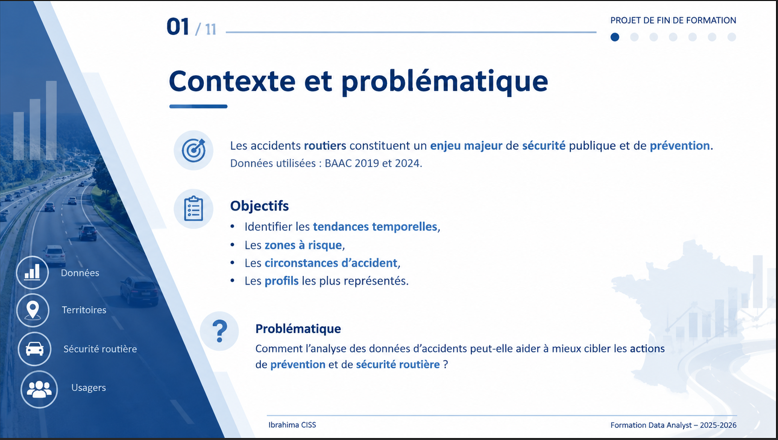 01 / 11
PROJET DE FIN DE FORMATION
Contexte et problématique
Les accidents routiers constituent un enjeu majeur de sécurité publique et de prévention.
Données utilisées : BAAC 2019 et 2024.
Objectifs
• Identifier les tendances temporelles,
• Les zones à risque,
• Les circonstances d’accident,
• Les profils les plus représentés.
Données
Territoires
Sécurité routière
Usagers
?
Problématique
Comment l’analyse des données d’accidents peut-elle aider à mieux cibler les actions
de prévention et de sécurité routière ?
Ibrahima CISS
Formation Data Analyst – 2025-2026